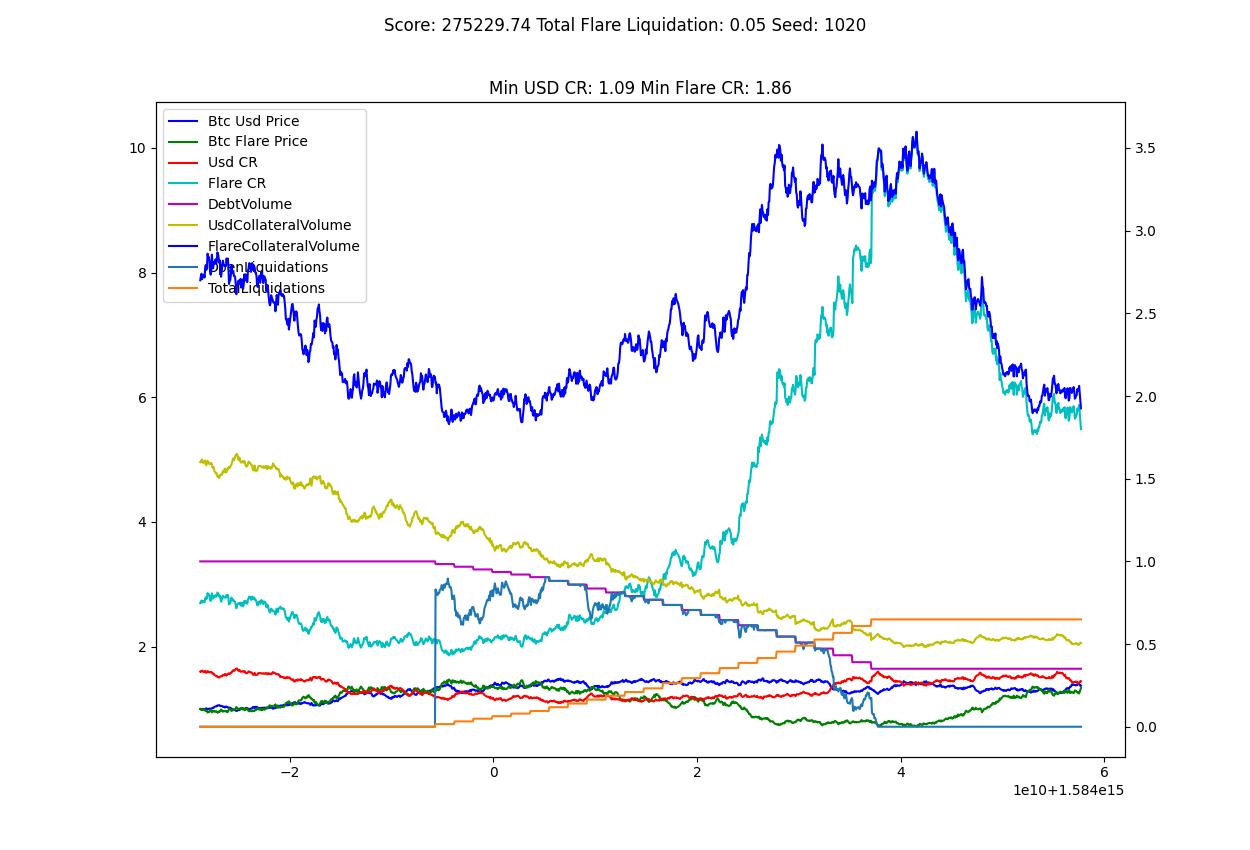 Score: 275229.74 Total Flare Liquidation: 0.05 Seed: 1020
Min USD CR: 1.09 Min Flare CR: 1.86
Btc Usd Price
Btc Flare Price
Usd CR
Flare CR
DebtVolume
UsdCollateralVolume
FlareCollateralVolume
OpenLiquidations
TotalLiquidations
10
8
6
4
2
3.5
3.0
2.5
2.0
1.5
1.0
0.5
0.0
−2
0
2
4
6
1e10+1.584e15